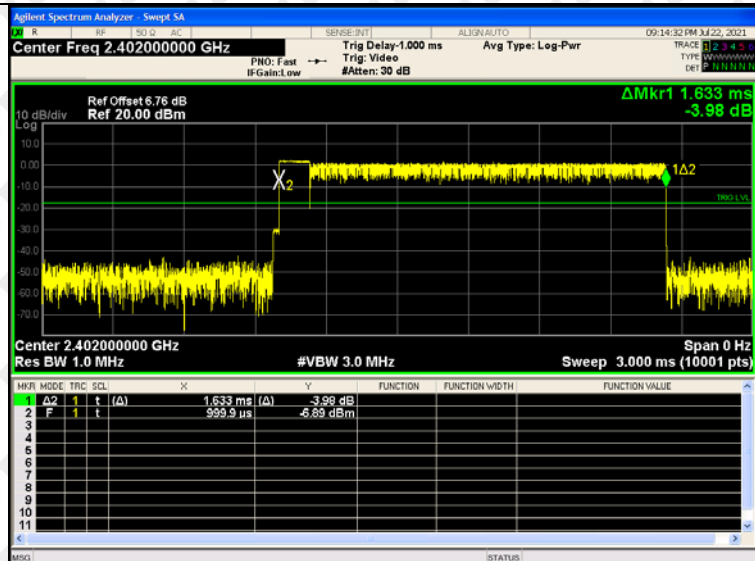 Agilent Spectrum Analyzer - Swept SA
R RF 50 Ω AC SENSE:INT ALIGN AUTO 09:14:32 PM Jul 22, 2021
Center Freq 2.402000000 GHz
PNO: Fast
IFGain:Low
Trig Delay-1.000 ms
Trig: Video
#Atten: 30 dB
Avg Type: Log-Pwr
TRACE 1 2 3 4 5 6
TYPE WWWWWW
DET P N N N N N
ΔMkr1 1.633 ms
-3.98 dB
Ref Offset 6.76 dB
10 dB/div Ref 20.00 dBm
Log
10.0
0.00
-10.0
-20.0
-30.0
-40.0
-50.0
-60.0
-70.0
X2
1Δ2
TRIG LVL
Center 2.402000000 GHz Span 0 Hz
Res BW 1.0 MHz #VBW 3.0 MHz Sweep 3.000 ms (10001 pts)
MKR MODE TRC SCL X Y FUNCTION FUNCTION WIDTH FUNCTION VALUE
1 Δ2 1 t (Δ) 1.633 ms (Δ) -3.98 dB
2 F 1 t 999.9 µs -6.89 dBm
3
4
5
6
7
8
9
10
11
MSG STATUS